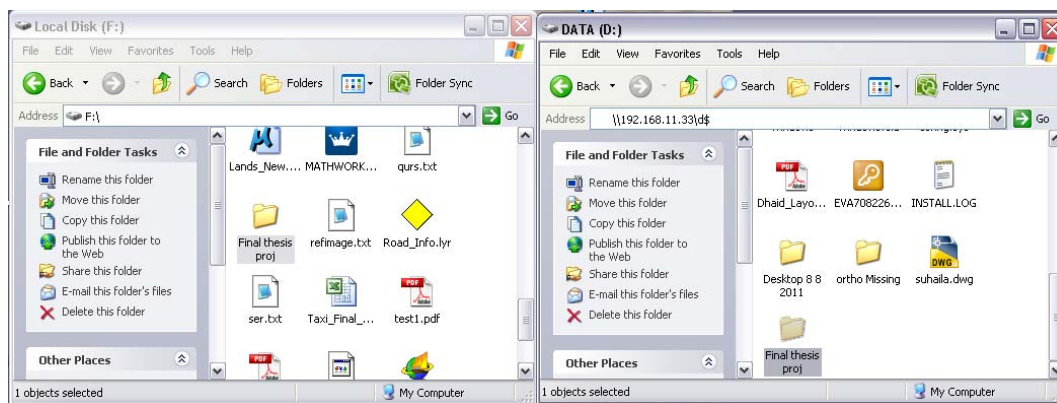 Local Disk (F:)
File Edit View Favorites Tools Help
Back Search Folders Folder Sync
Address F:\ Go
File and Folder Tasks
Rename this folder
Move this folder
Copy this folder
Publish this folder to
the Web
Share this folder
E-mail this folder's files
Delete this folder
Other Places
Lands_New.... MATHWORK... qurs.txt
Final thesis
proj
refimage.txt Road_Info.lyr
ser.txt Taxi_Final_... test1.pdf
PDF
1 objects selected
My Computer
DATA (D:)
File Edit View Favorites Tools Help
Back Search Folders Folder Sync
Address \\192.168.11.33\d$ Go
File and Folder Tasks
Rename this folder
Move this folder
Copy this folder
Publish this folder to
the Web
Share this folder
E-mail this folder's files
Delete this folder
Other Places
PDF
Dhaid_Layo... EVA708226... INSTALL.LOG
DWG
Desktop 8 8
2011
ortho Missing suhaila.dwg
Final thesis
proj
1 objects selected
My Computer